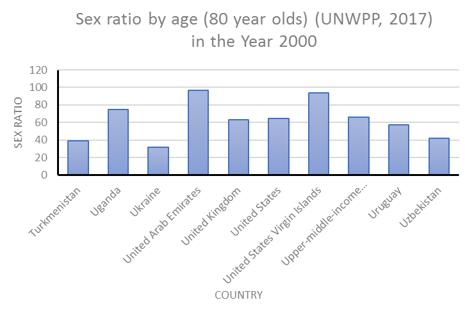 Sex ratio by age (80 year olds) (UNWPP, 2017)
in the Year 2000
120
100
80
60
40
20
0
SEX RATIO
Turkmenistan
Uganda
Ukraine
United Arab Emirates
United Kingdom
United States
United States Virgin Islands
Upper-middle-income...
Uruguay
Uzbekistan
COUNTRY